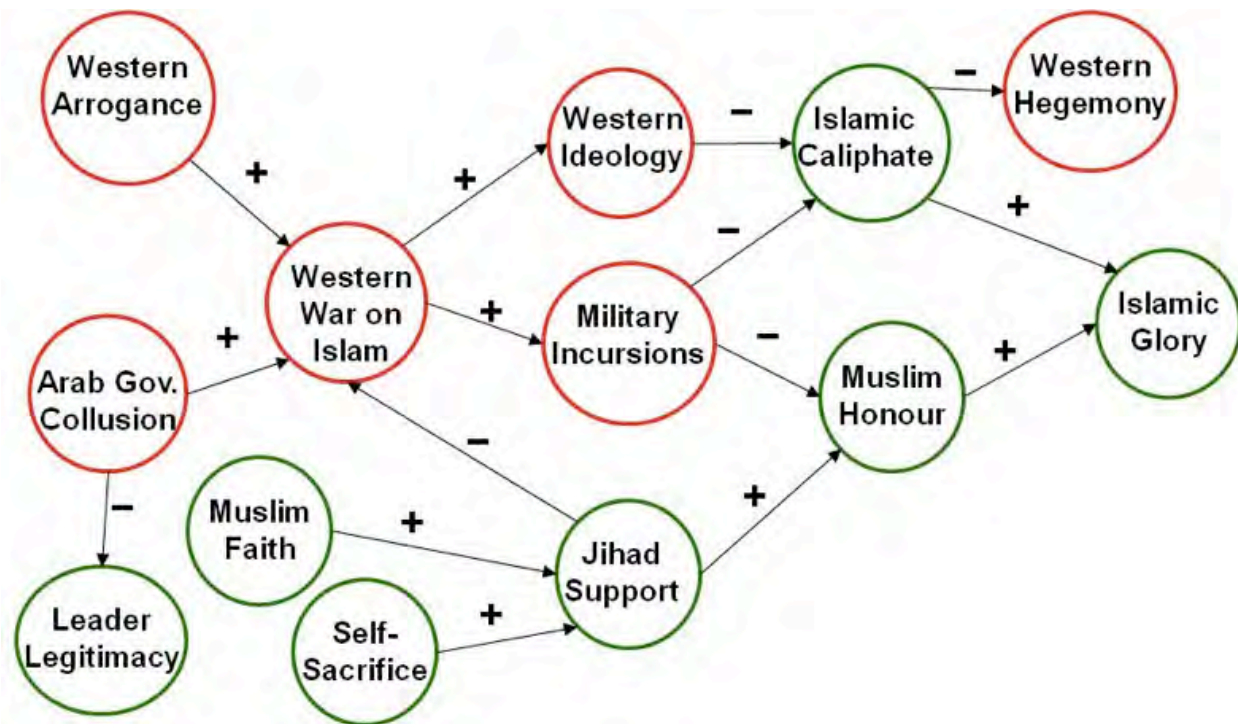 Western
Arrogance
+
Western
Ideology
−
Islamic
Caliphate
−
Western
Hegemony
+
−
+
Western
War on
Islam
+
Military
Incursions
−
Islamic
Glory
+
Arab Gov.
Collusion
+
Muslim
Honour
−
−
Muslim
Faith
+
Jihad
Support
+
Leader
Legitimacy
Self-
Sacrifice
+